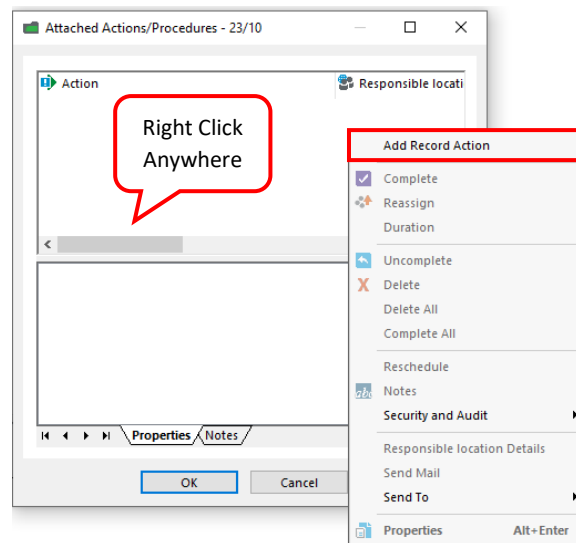 Attached Actions/Procedures - 23/10
Action
Responsible locati
Right Click
Anywhere
Add Record Action
Complete
Reassign
Duration
Uncomplete
Delete
Delete All
Complete All
Reschedule
Notes
Security and Audit
Responsible location Details
Send Mail
Send To
Properties Alt+Enter
Properties Notes
OK Cancel